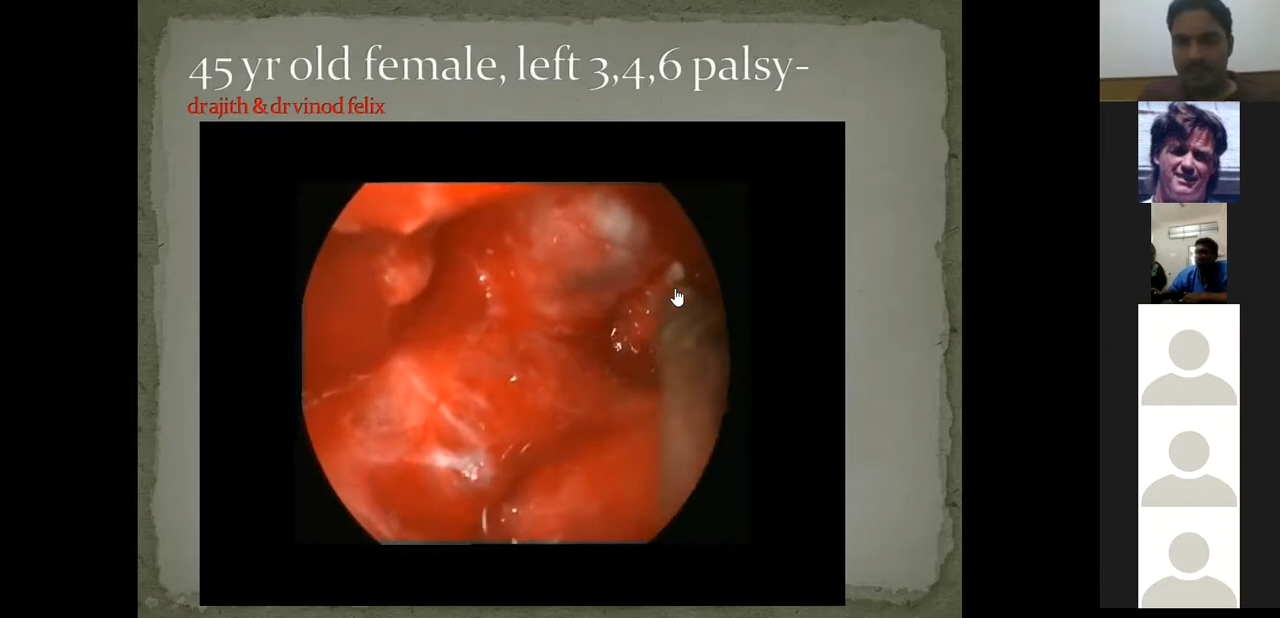 45 yr old female, left 3,4,6 palsy-
dr ajith & dr vinod felix